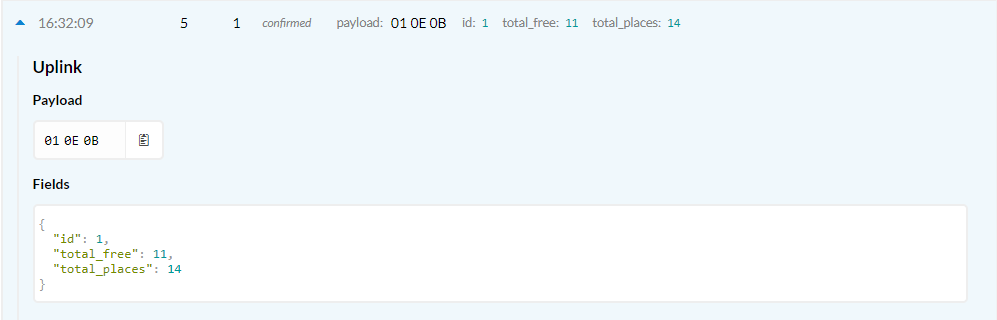 16:32:09 5 1 confirmed payload: 01 0E 0B id: 1 total_free: 11 total_places: 14
Uplink
Payload
01 0E 0B
Fields
{
"id": 1,
"total_free": 11,
"total_places": 14
}